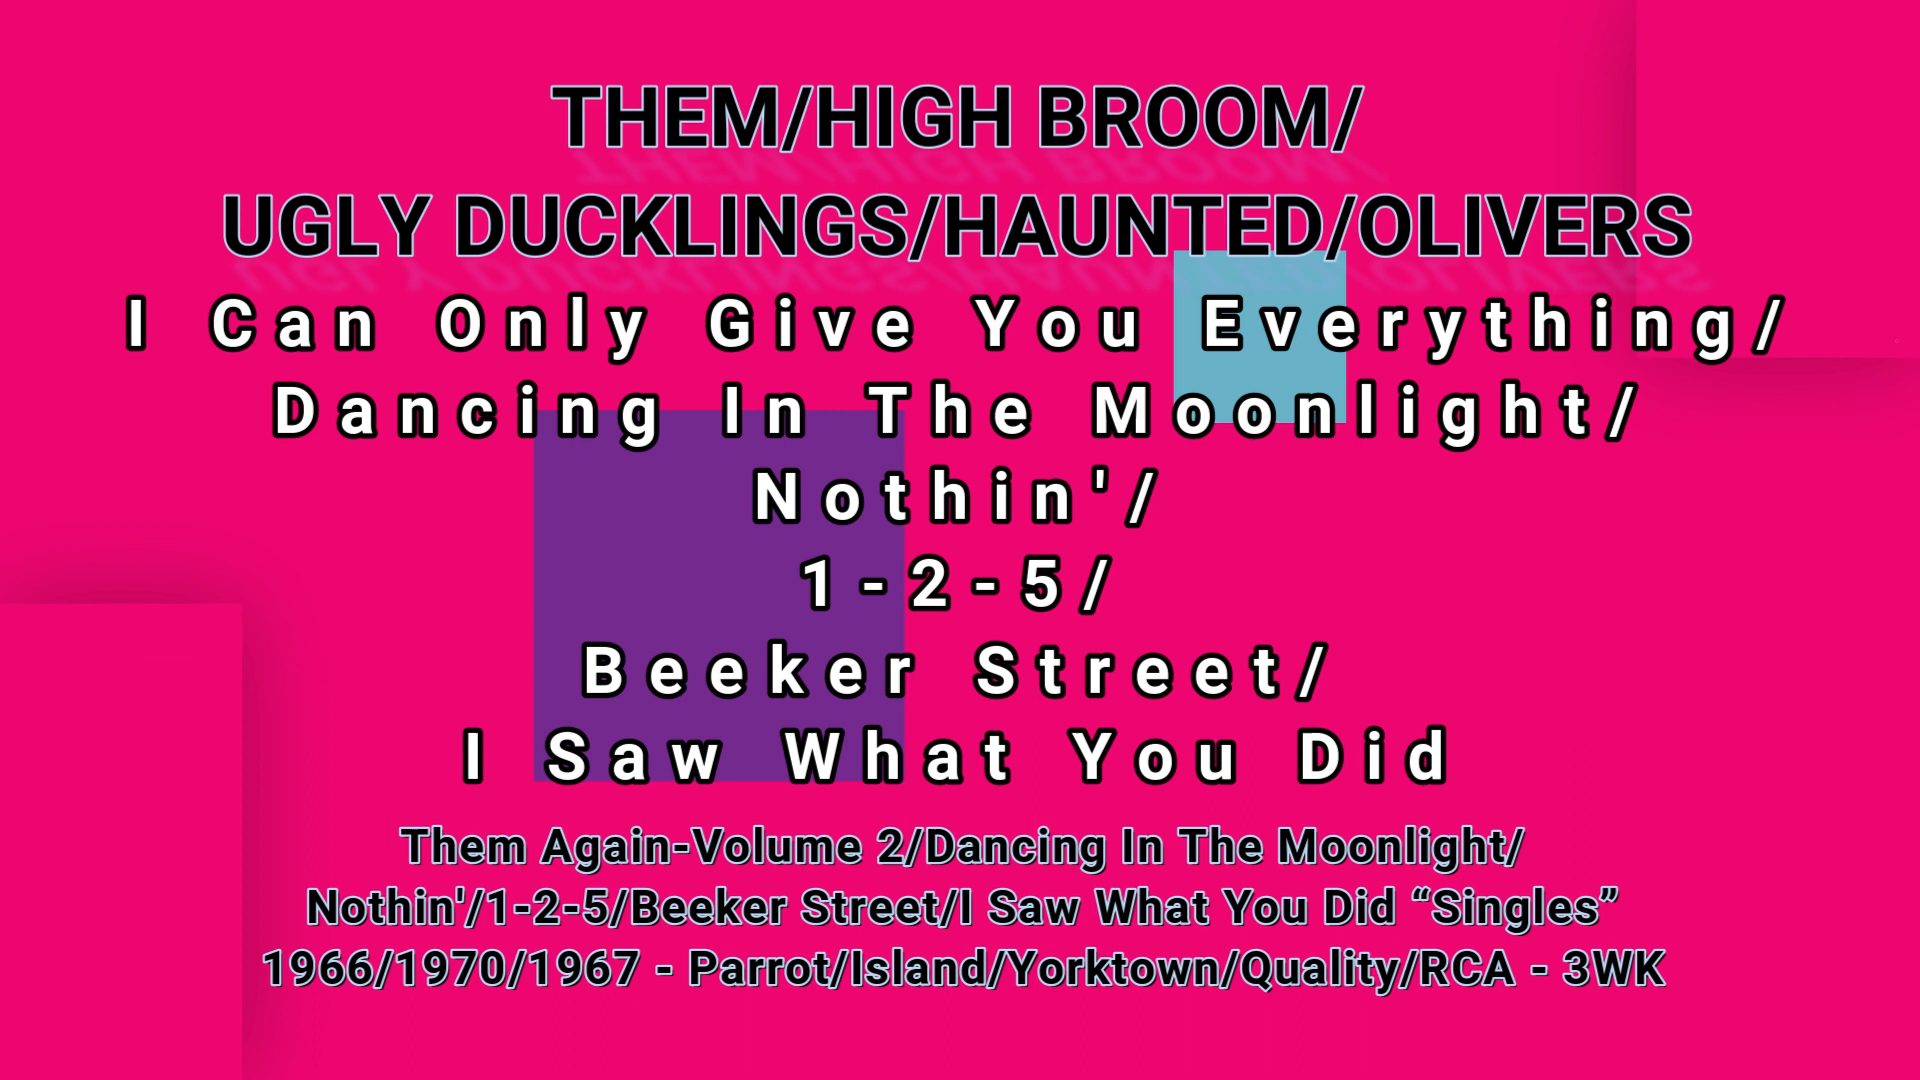 THEM/HIGH BROOM/
UGLY DUCKLINGS/HAUNTED/OLIVERS
I Can Only Give You Everything/
Dancing In The Moonlight/
Nothin'/
1-2-5/
Beeker Street/
I Saw What You Did
Them Again-Volume 2/Dancing In The Moonlight/
Nothin'/1-2-5/Beeker Street/I Saw What You Did “Singles”
1966/1970/1967 - Parrot/Island/Yorktown/Quality/RCA - 3WK